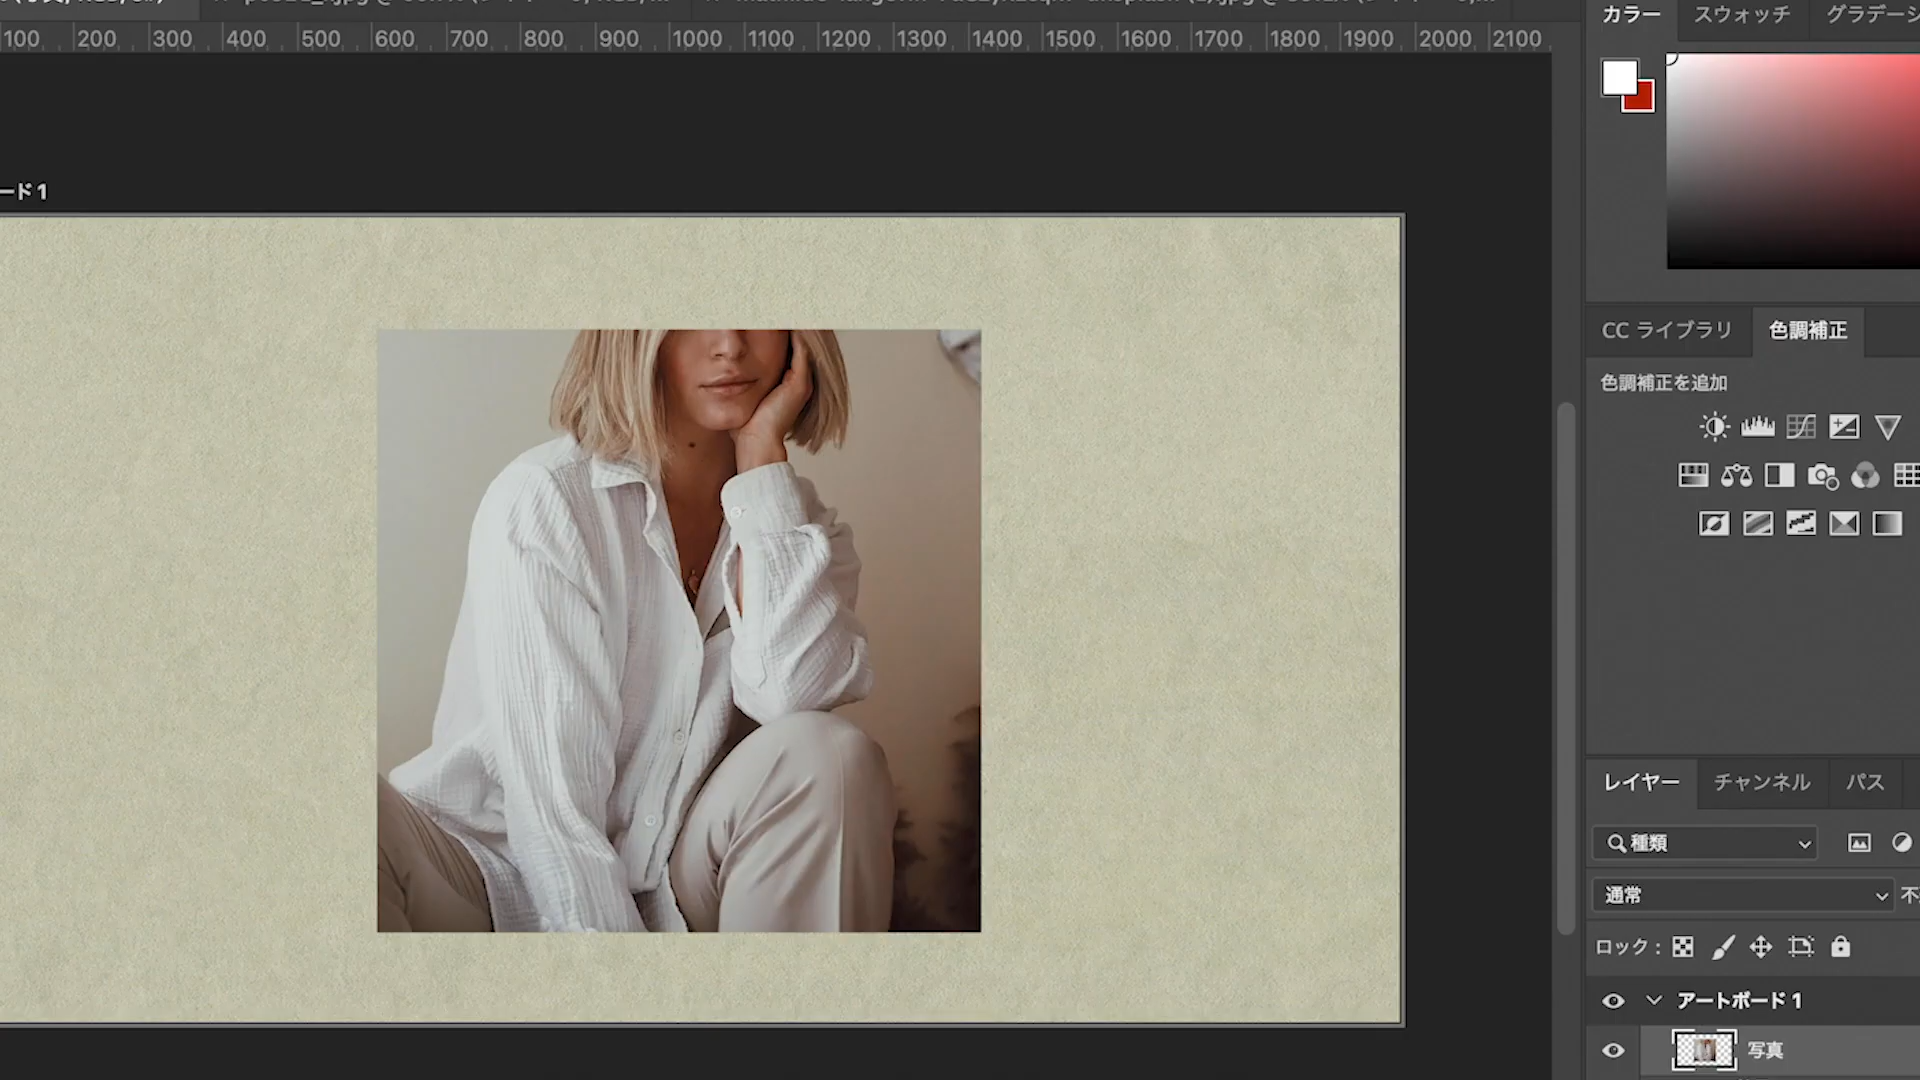 100 200 300 400 500 600 700 800 900 1000 1100 1200 1300 1400 1500 1600 1700 1800 1900 2000 2100
ード 1
カラー スウォッチ グラデーシ
CC ライブラリ 色調補正
色調補正を追加
レイヤー チャンネル パス
種類
通常 不
ロック :
アートボード 1
写真